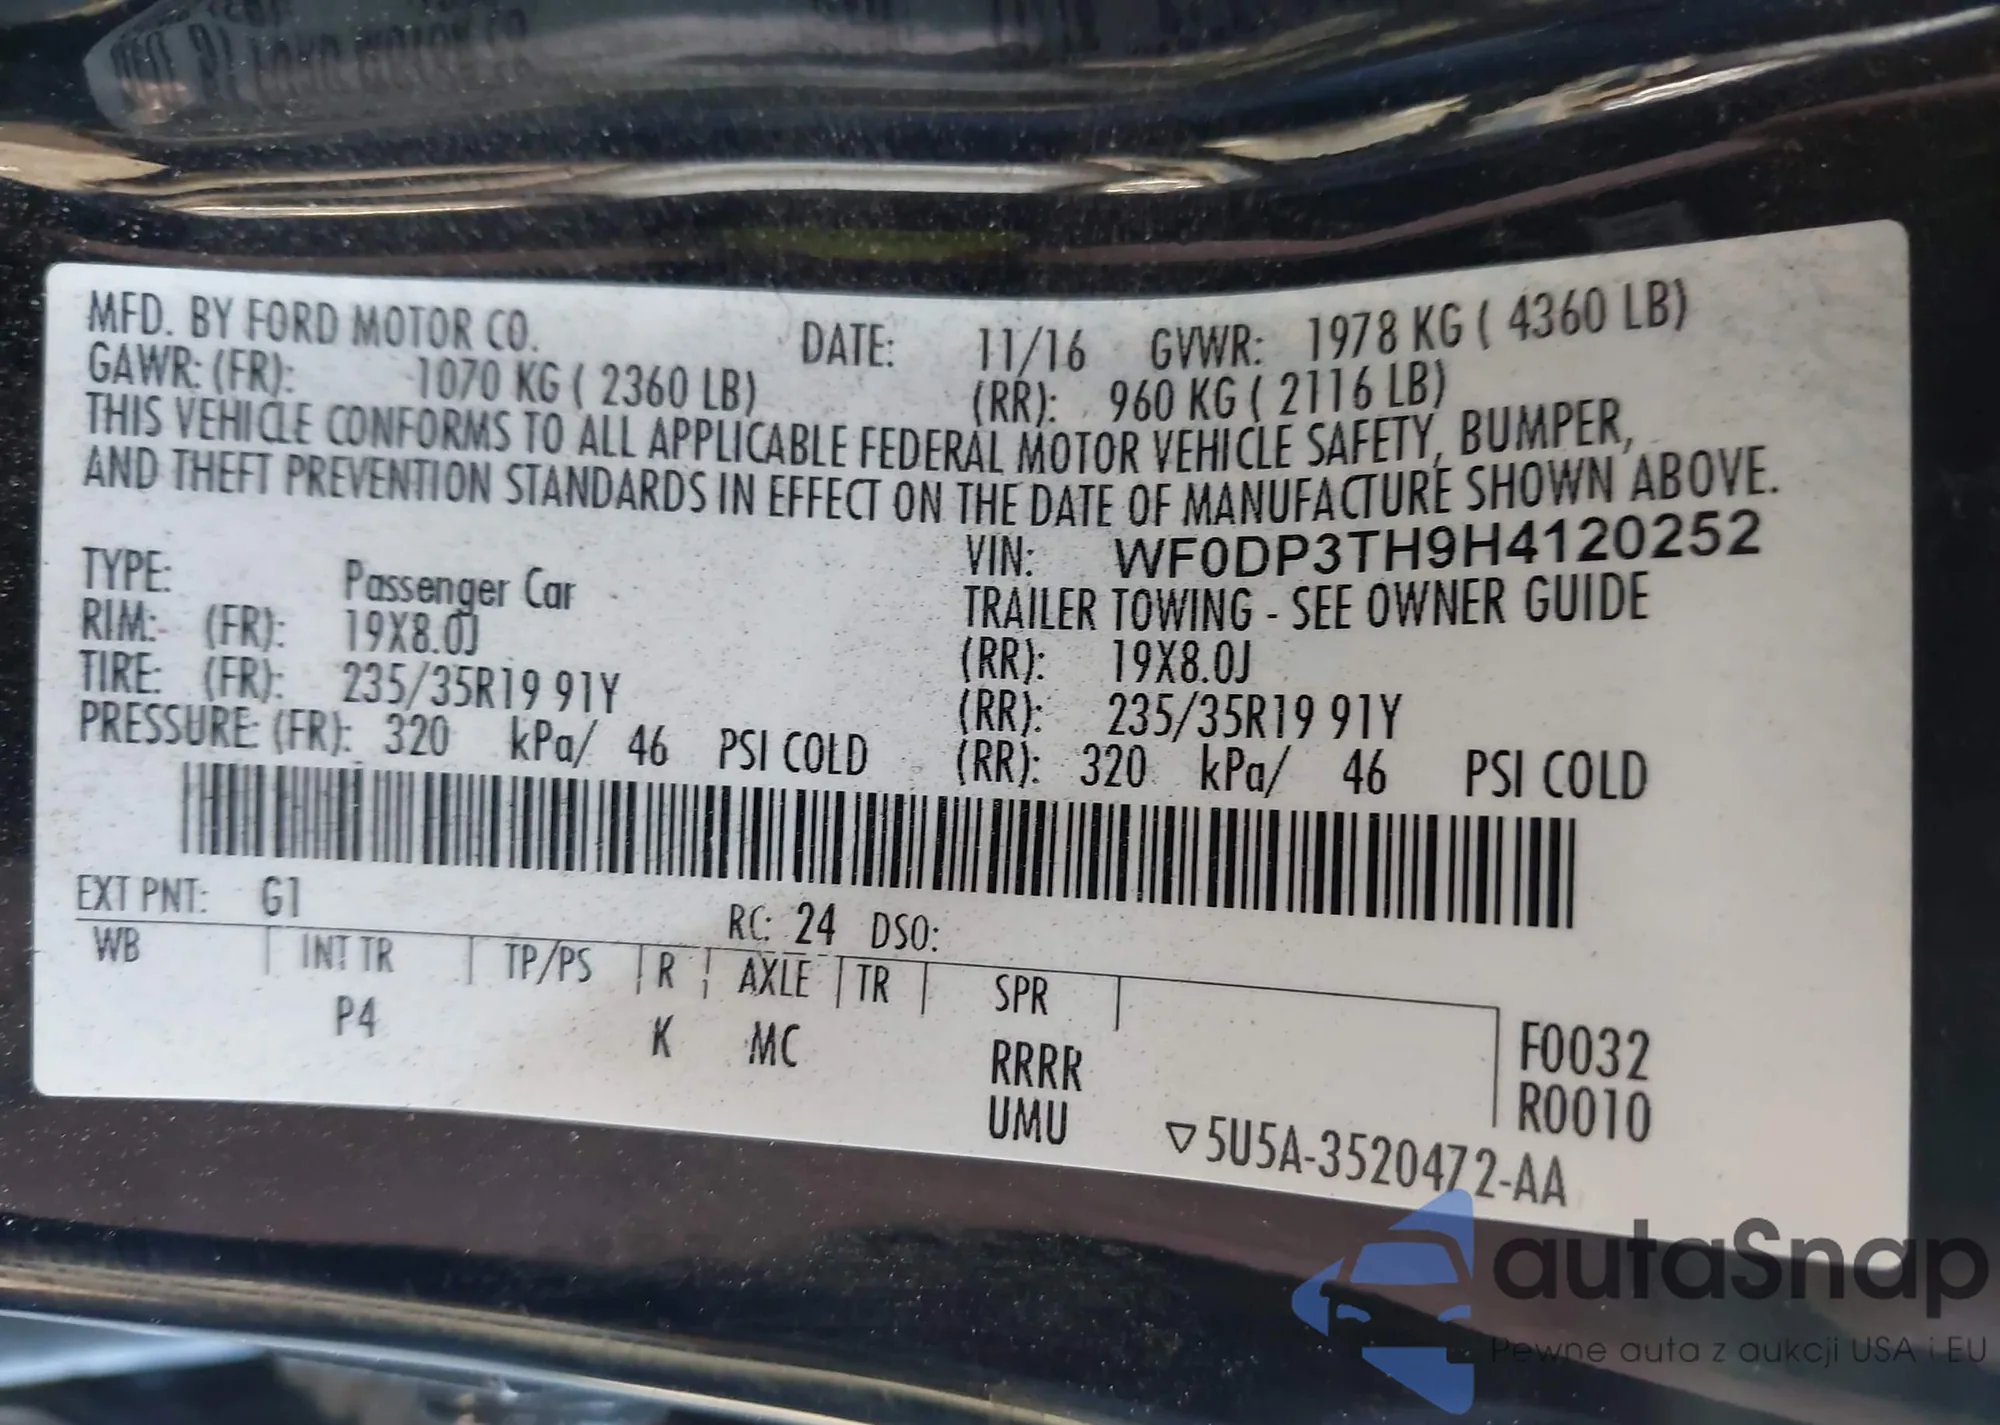 MFD. BY FORD MOTOR CO. DATE: 11/16 GVWR: 1978 KG ( 4360 LB)
GAWR: (FR): 1070 KG ( 2360 LB) (RR): 960 KG ( 2116 LB)
THIS VEHICLE CONFORMS TO ALL APPLICABLE FEDERAL MOTOR VEHICLE SAFETY, BUMPER,
AND THEFT PREVENTION STANDARDS IN EFFECT ON THE DATE OF MANUFACTURE SHOWN ABOVE.
VIN: WF0DP3TH9H4120252
TYPE: Passenger Car TRAILER TOWING - SEE OWNER GUIDE
RIM: (FR): 19X8.0J (RR): 19X8.0J
TIRE: (FR): 235/35R19 91Y (RR): 235/35R19 91Y
PRESSURE: (FR): 320 kPa/ 46 PSI COLD (RR): 320 kPa/ 46 PSI COLD
EXT PNT: G1 RC: 24 DSO:
WB INT TR TP/PS R AXLE TR SPR
P4 K MC RRRR F0032
UMU R0010
▽5U5A-3520472-AA
autaSnap
Pewne auta z aukcji USA i EU